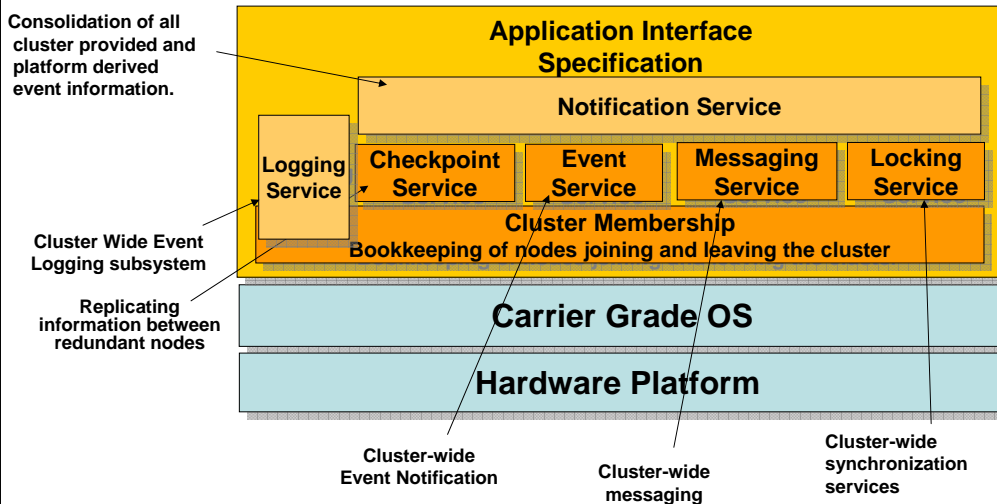 Consolidation of all
cluster provided and
platform derived
event information.
Application Interface
Specification
Notification Service
Logging
Service
Checkpoint
Service
Event
Service
Messaging
Service
Locking
Service
Cluster Membership
Bookkeeping of nodes joining and leaving the cluster
Cluster Wide Event
Logging subsystem
Replicating
information between
redundant nodes
Carrier Grade OS
Hardware Platform
Cluster-wide
Event Notification
Cluster-wide
messaging
Cluster-wide
synchronization
services